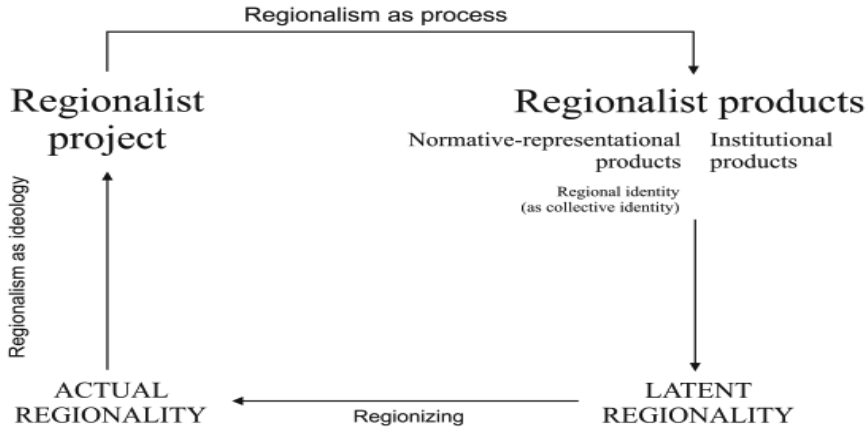 Regionalism as process
Regionalist
project
Regionalist products
Normative-representational
products
Institutional
products
Regional identity
(as collective identity)
Regionalism as ideology
ACTUAL
REGIONALITY
Regionizing
LATENT
REGIONALITY